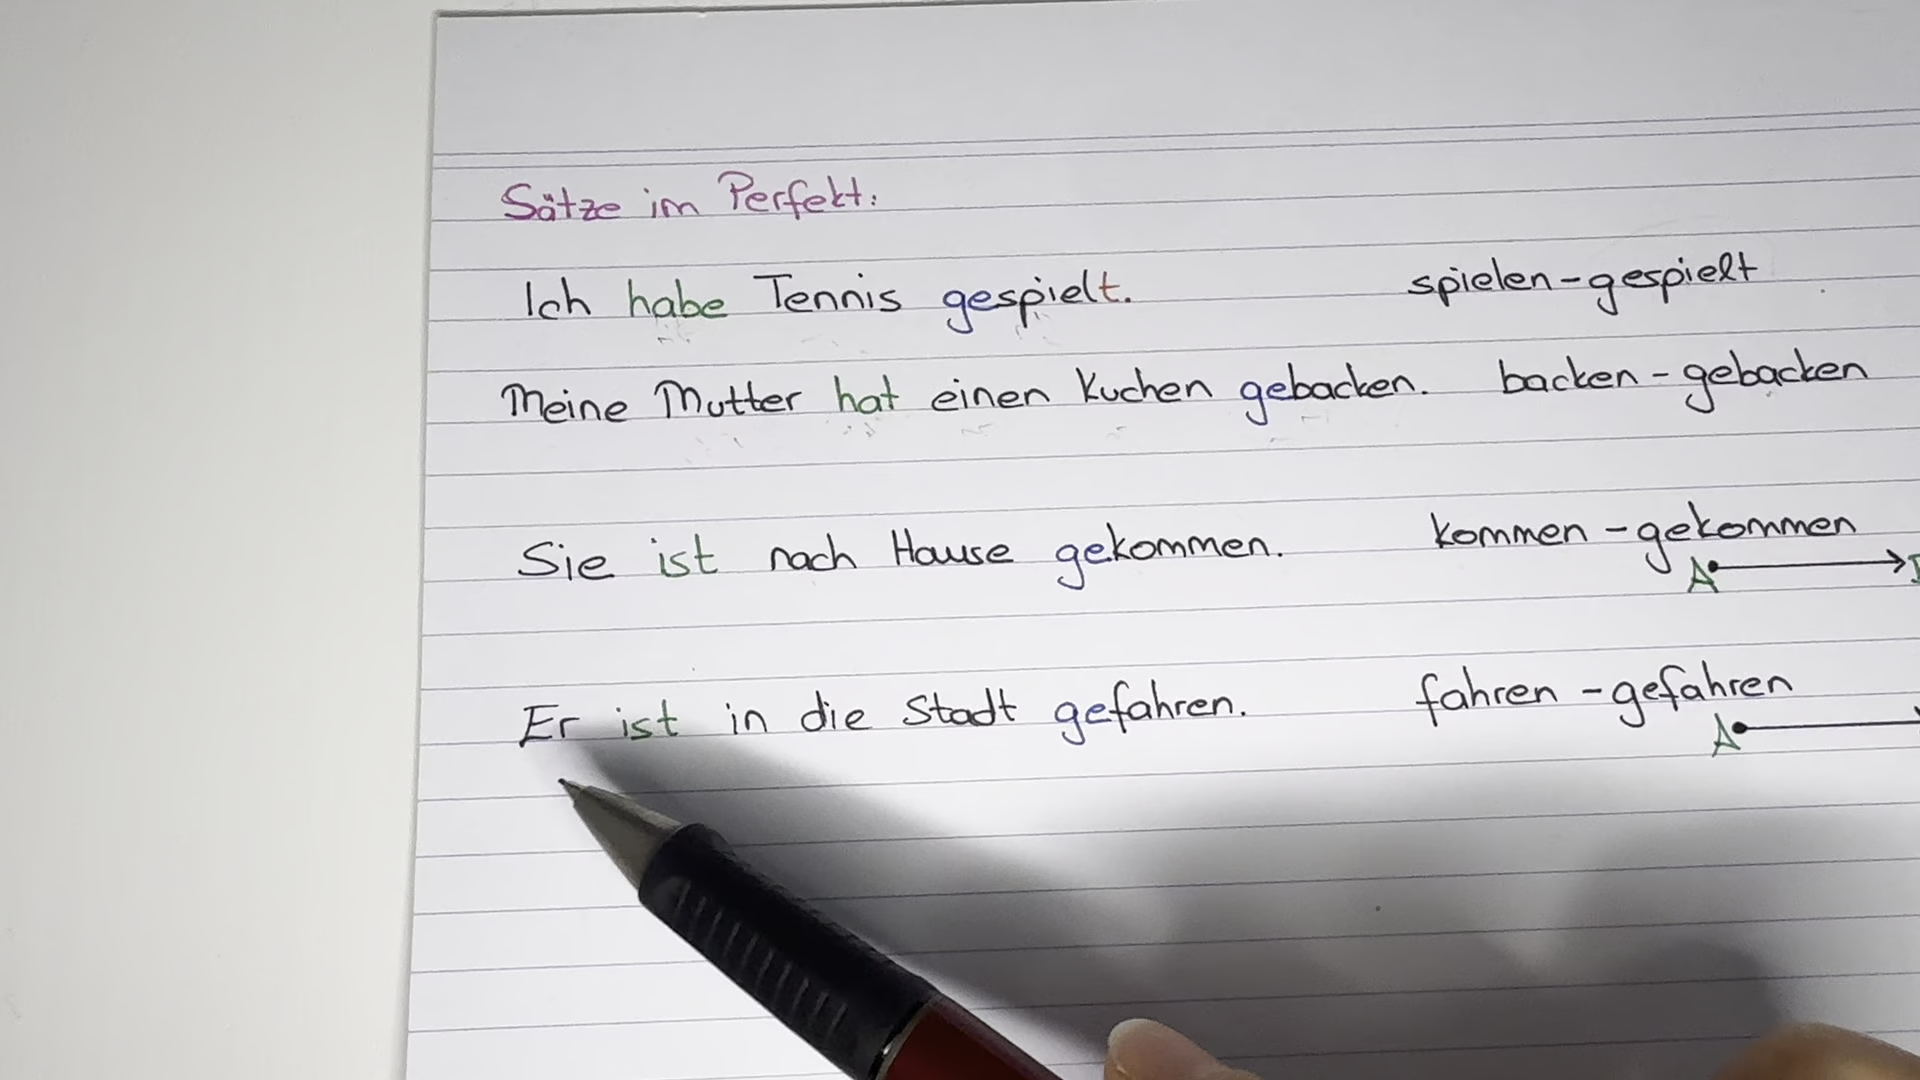 Sätze im Perfekt:
Ich habe Tennis gespielt. spielen - gespielt
Meine Mutter hat einen Kuchen gebacken. backen - gebacken
Sie ist nach Hause gekommen. kommen - gekommen
A
Er ist in die Stadt gefahren. fahren - gefahren
A